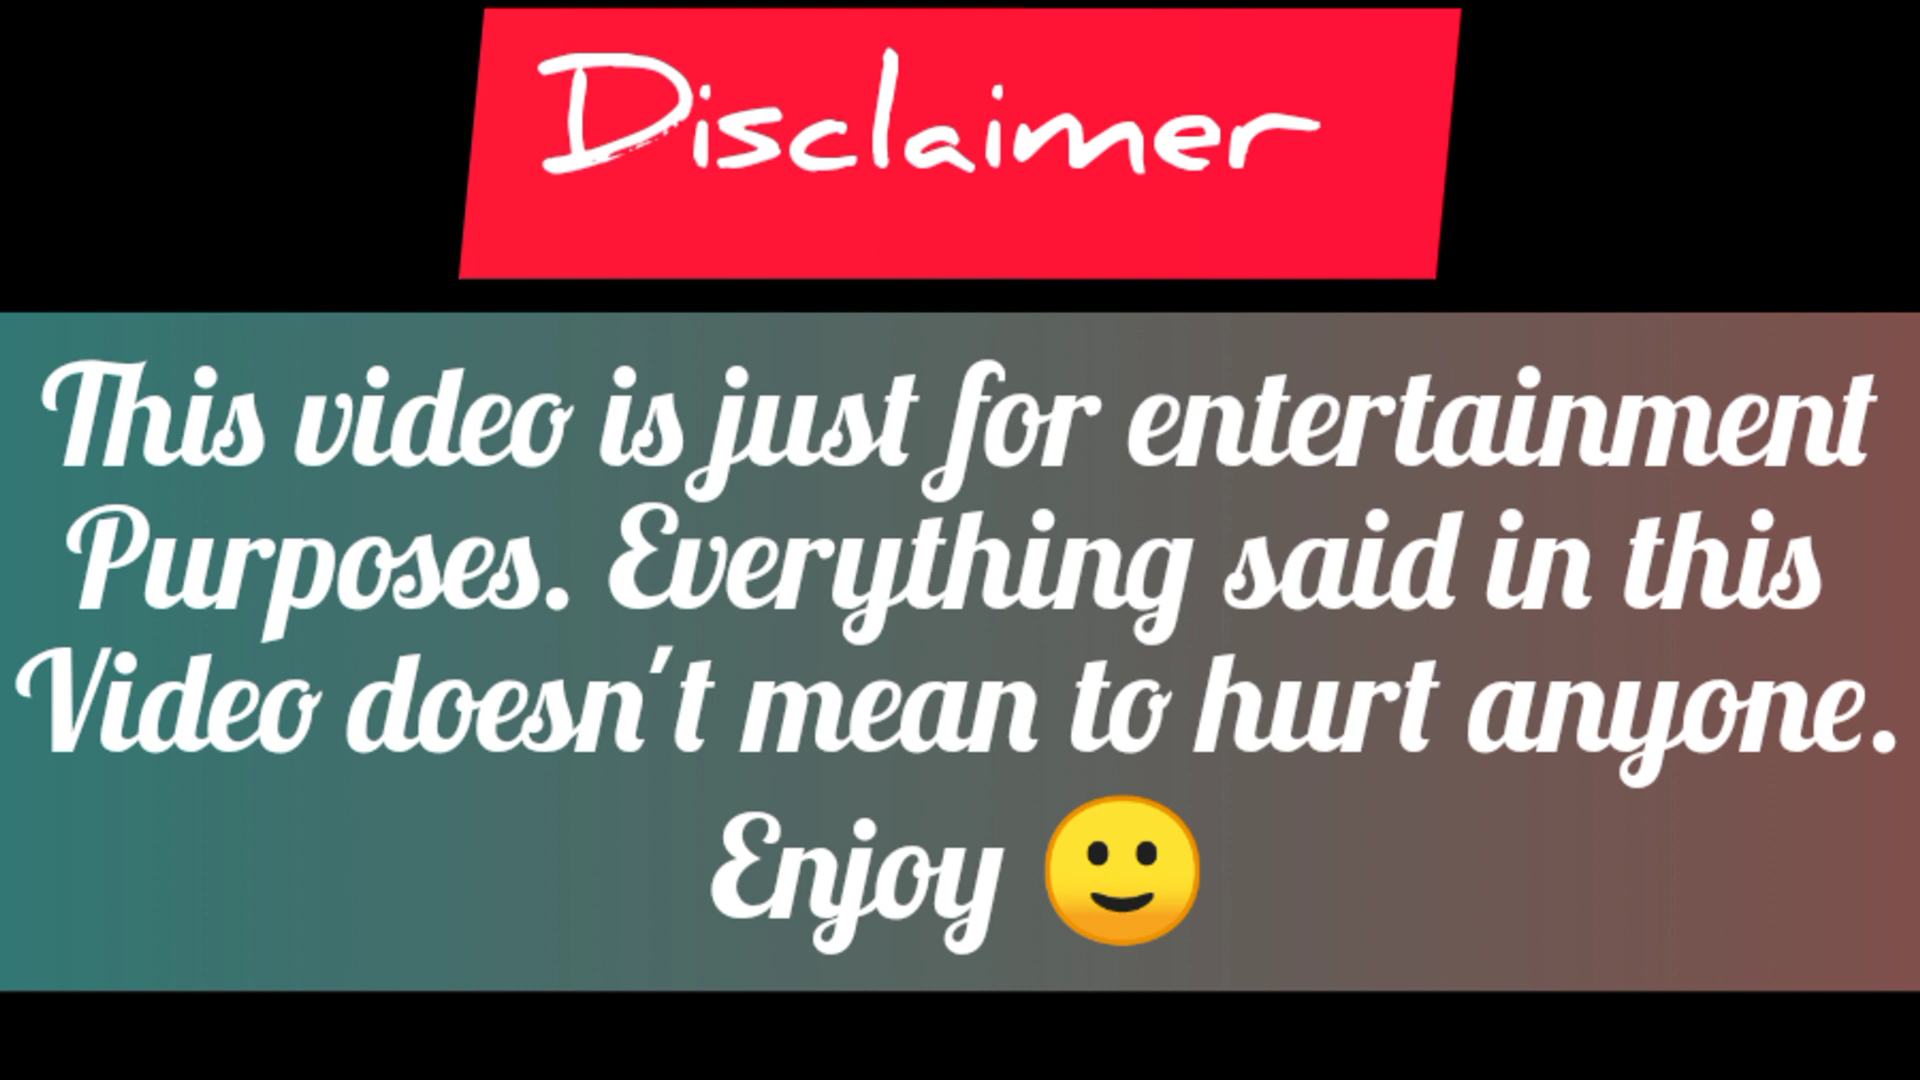 Disclaimer
This video is just for entertainment
Purposes. Everything said in this
Video doesn't mean to hurt anyone.
Enjoy 🙂